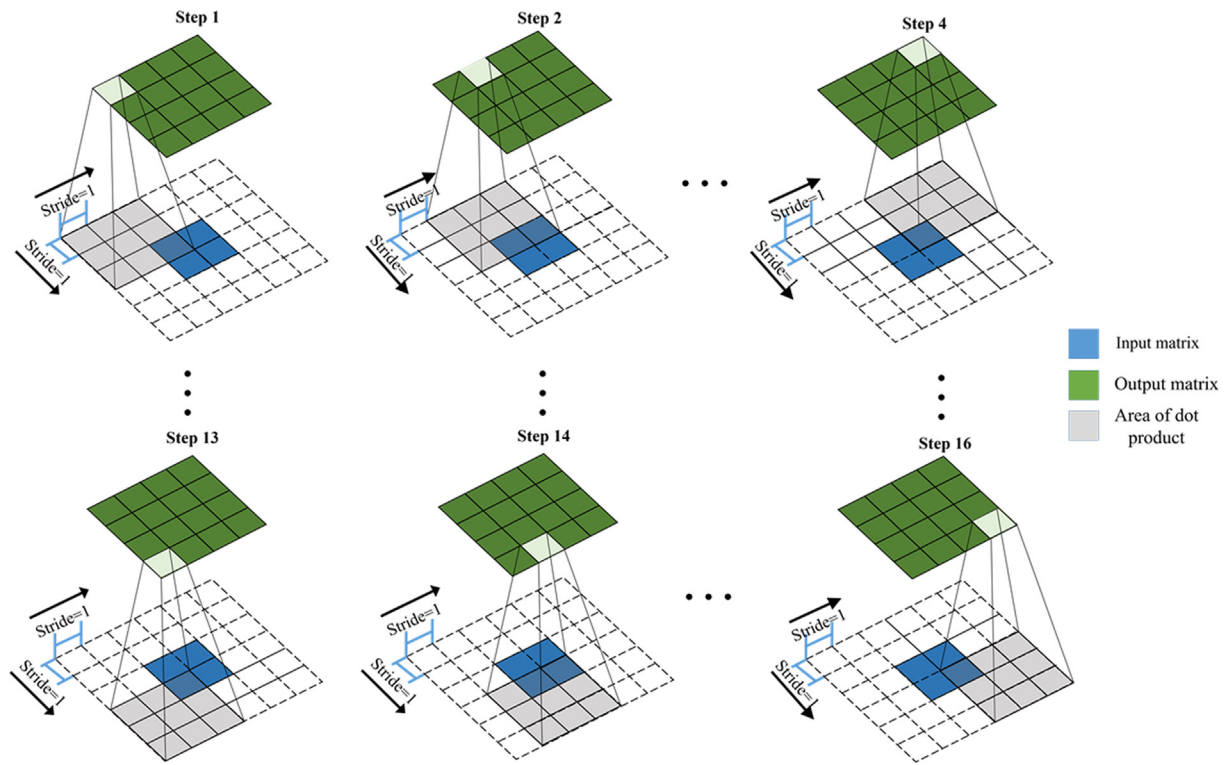 Step 1
Step 2
Step 4
Stride=1
Stride=1
Stride=1
Stride=1
Stride=1
Stride=1
Input matrix
Output matrix
Area of dot
product
Step 13
Step 14
Step 16
Stride=1
Stride=1
Stride=1
Stride=1
Stride=1
Stride=1